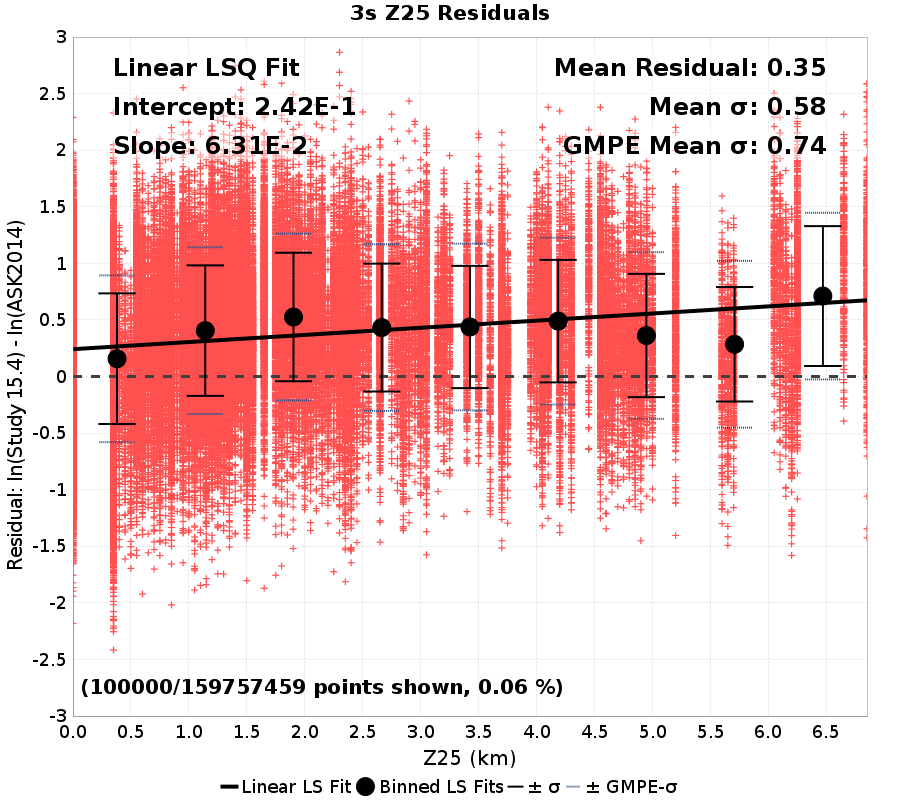 3s Z25 Residuals
Linear LSQ Fit
Intercept: 2.42E-1
Slope: 6.31E-2
Mean Residual: 0.35
Mean σ: 0.58
GMPE Mean σ: 0.74
Residual: ln(Study 15.4) - ln(ASK2014)
3
2.5
2
1.5
1
0.5
0
-0.5
-1
-1.5
-2
-2.5
-3
(100000/159757459 points shown, 0.06 %)
0.0 0.5 1.0 1.5 2.0 2.5 3.0 3.5 4.0 4.5 5.0 5.5 6.0 6.5
Z25 (km)
Linear LS Fit Binned LS Fits ± σ ± GMPE-σ